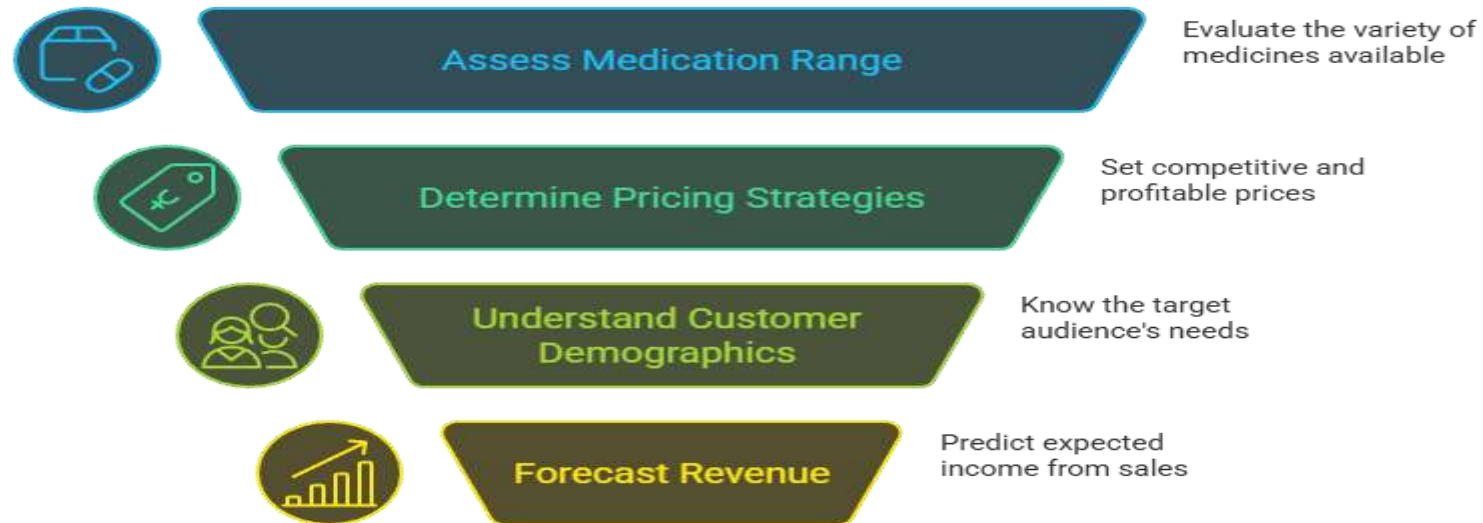 Assess Medication Range
Evaluate the variety of
medicines available
Determine Pricing Strategies
Set competitive and
profitable prices
Understand Customer
Demographics
Know the target
audience's needs
Forecast Revenue
Predict expected
income from sales